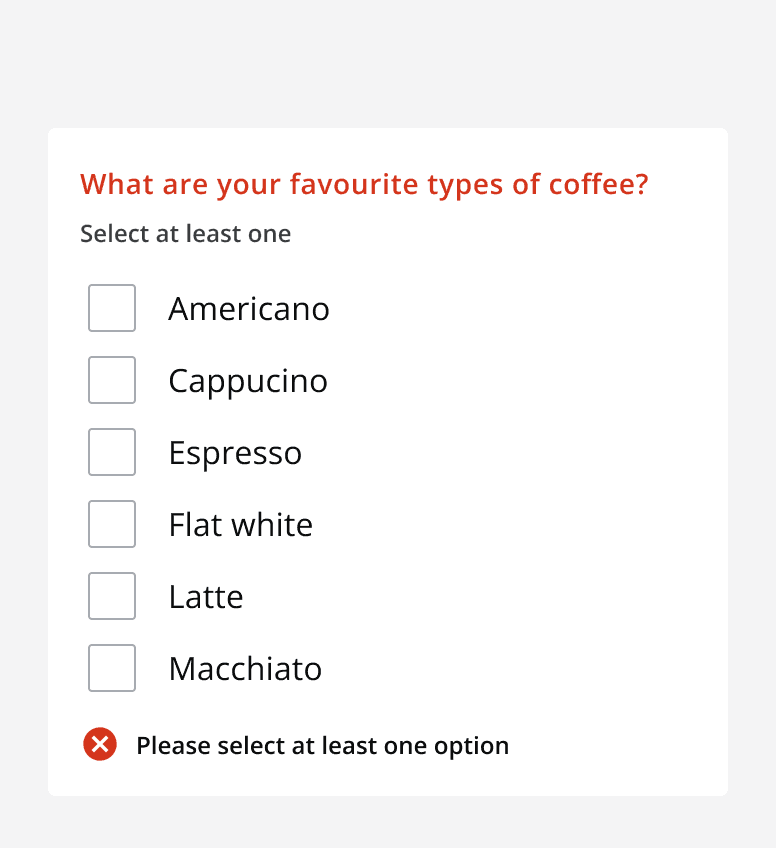 What are your favourite types of coffee?
Select at least one
Americano
Cappucino
Espresso
Flat white
Latte
Macchiato
Please select at least one option